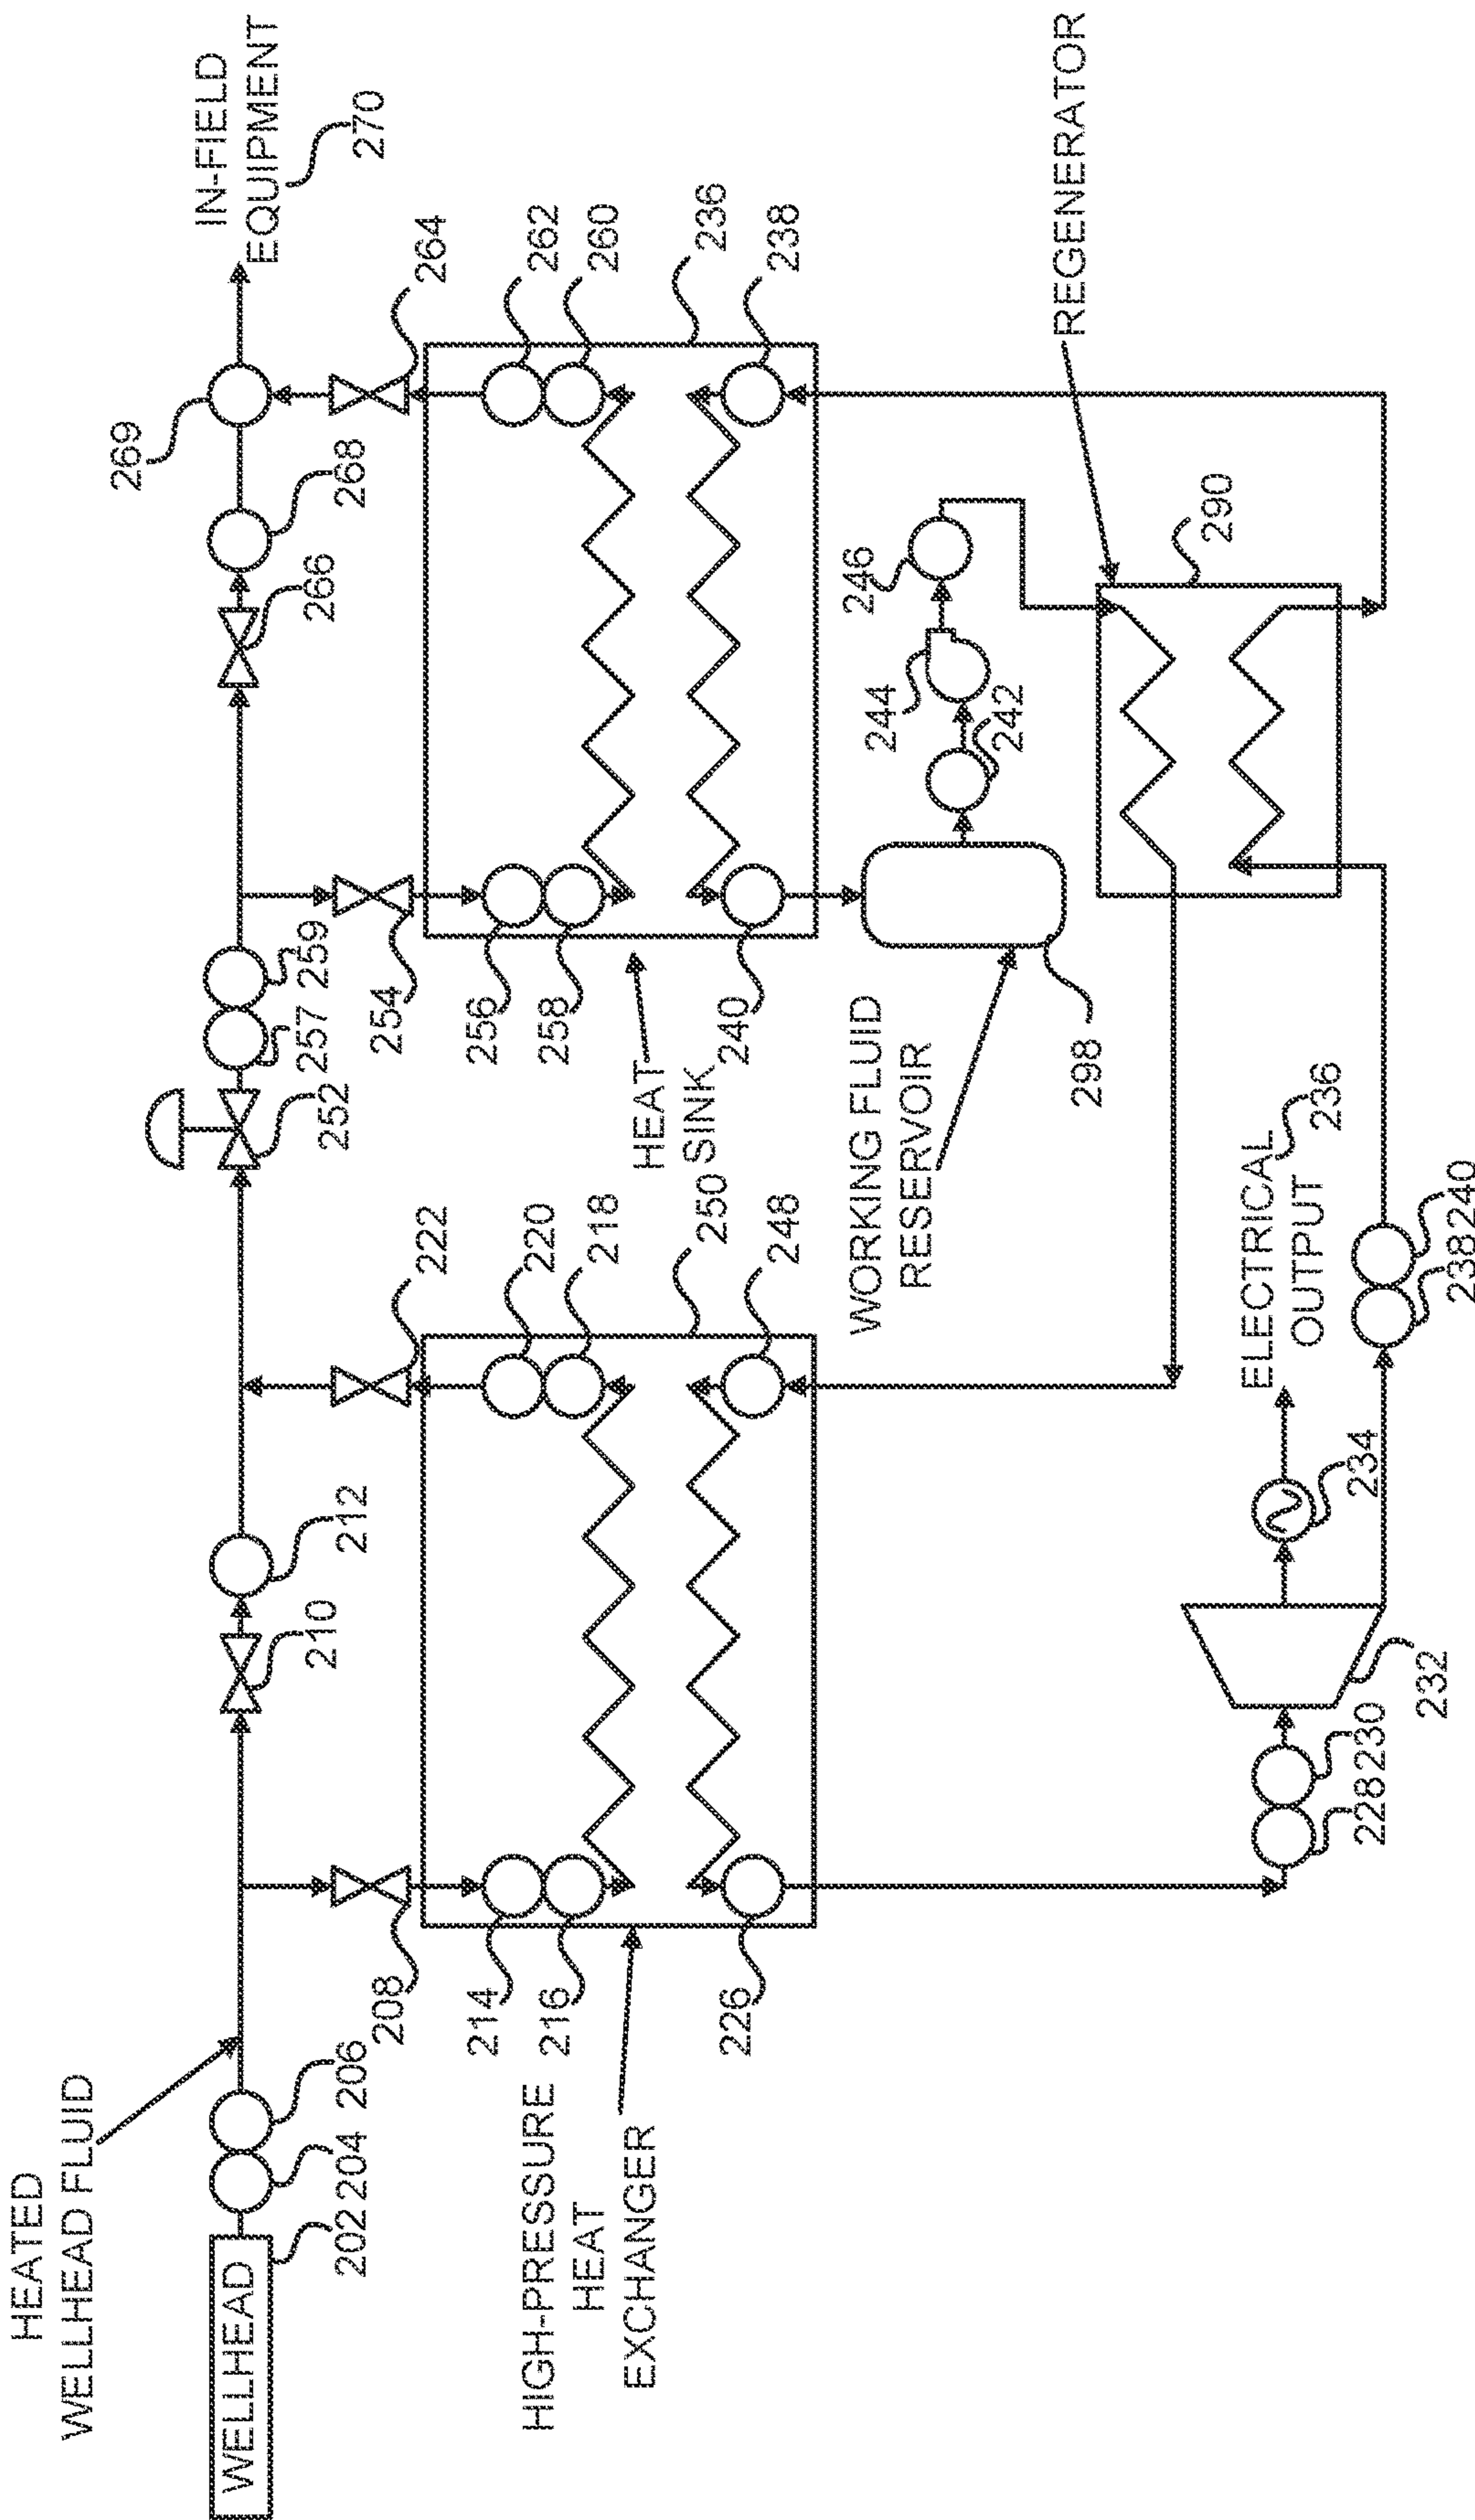 HEATED
WELLHEAD FLUID
IN-FIELD
EQUIPMENT
270
269
268
266
259
257
252
212
210
206
204
202
WELLHEAD
264
254
222
208
262
260
236
238
256
258
240
HEAT
SINK
220
218
250
248
214
216
226
HIGH-PRESSURE
HEAT
EXCHANGER
246
244
242
WORKING FLUID
RESERVOIR
298
REGENERATOR
290
ELECTRICAL
OUTPUT
236
234
232
228
230
238
240